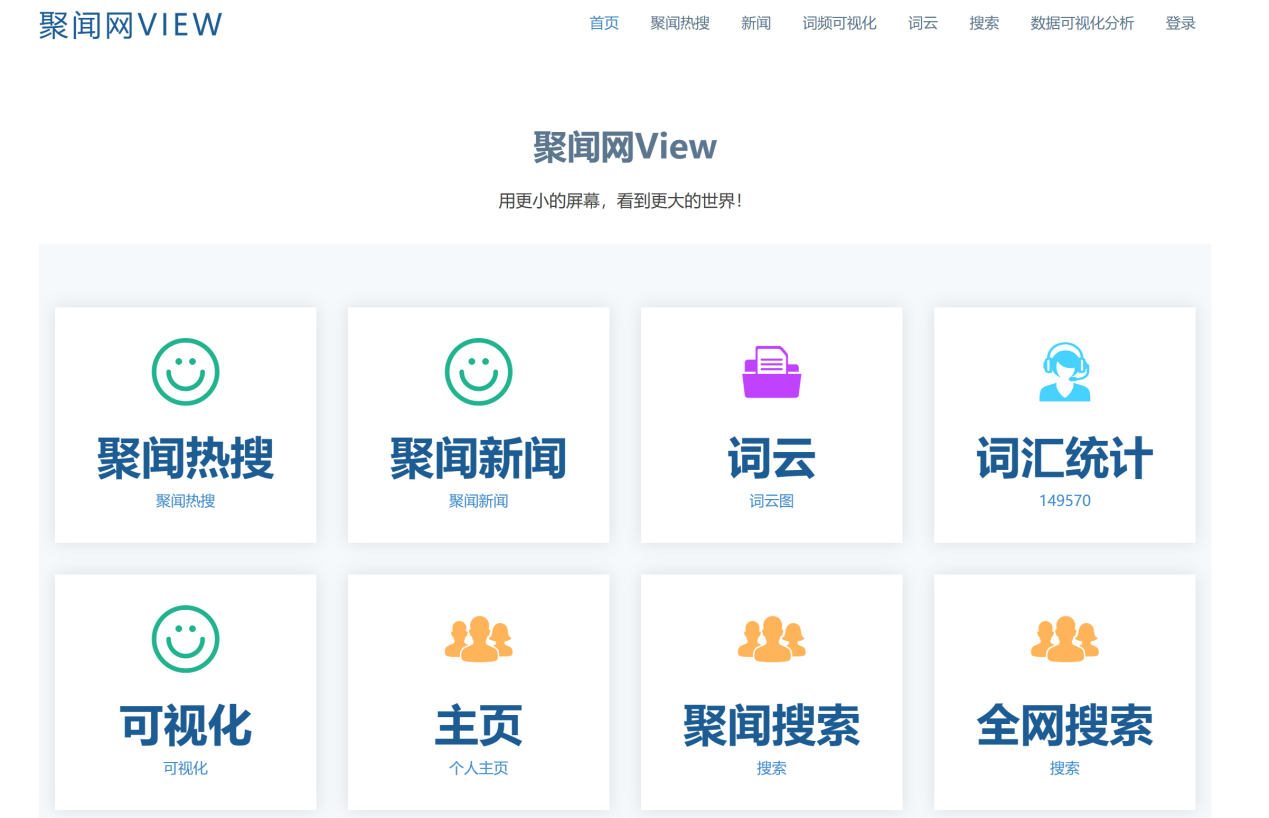 聚闻网VIEW
首页 聚闻热搜 新闻 词频可视化 词云 搜索 数据可视化分析 登录
聚闻网View
用更小的屏幕，看到更大的世界！
聚闻热搜 聚闻新闻 词云 词汇统计
聚闻热搜 聚闻新闻 词云图 149570
可视化 主页 聚闻搜索 全网搜索
可视化 个人主页 搜索 搜索